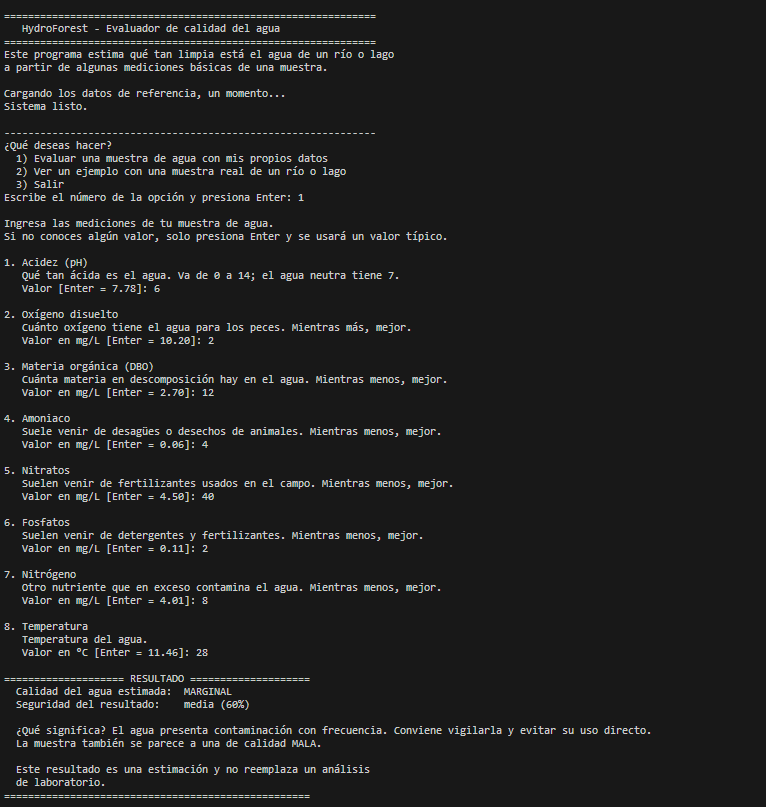 ==============================================================
   HydroForest - Evaluador de calidad del agua
==============================================================
Este programa estima qué tan limpia está el agua de un río o lago
a partir de algunas mediciones básicas de una muestra.

Cargando los datos de referencia, un momento...
Sistema listo.

--------------------------------------------------------------
¿Qué deseas hacer?
  1) Evaluar una muestra de agua con mis propios datos
  2) Ver un ejemplo con una muestra real de un río o lago
  3) Salir
Escribe el número de la opción y presiona Enter: 1

Ingresa las mediciones de tu muestra de agua.
Si no conoces algún valor, solo presiona Enter y se usará un valor típico.

1. Acidez (pH)
   Qué tan ácida es el agua. Va de 0 a 14; el agua neutra tiene 7.
   Valor [Enter = 7.78]: 6

2. Oxígeno disuelto
   Cuánto oxígeno tiene el agua para los peces. Mientras más, mejor.
   Valor en mg/L [Enter = 10.20]: 2

3. Materia orgánica (DBO)
   Cuánta materia en descomposición hay en el agua. Mientras menos, mejor.
   Valor en mg/L [Enter = 2.70]: 12

4. Amoniaco
   Suele venir de desagües o desechos de animales. Mientras menos, mejor.
   Valor en mg/L [Enter = 0.06]: 4

5. Nitratos
   Suelen venir de fertilizantes usados en el campo. Mientras menos, mejor.
   Valor en mg/L [Enter = 4.50]: 40

6. Fosfatos
   Suelen venir de detergentes y fertilizantes. Mientras menos, mejor.
   Valor en mg/L [Enter = 0.11]: 2

7. Nitrógeno
   Otro nutriente que en exceso contamina el agua. Mientras menos, mejor.
   Valor en mg/L [Enter = 4.01]: 8

8. Temperatura
   Temperatura del agua.
   Valor en °C [Enter = 11.46]: 28

==================== RESULTADO ====================
  Calidad del agua estimada:  MARGINAL
  Seguridad del resultado:    media (60%)

  ¿Qué significa? El agua presenta contaminación con frecuencia. Conviene vigilarla y evitar su uso directo.
  La muestra también se parece a una de calidad MALA.

  Este resultado es una estimación y no reemplaza un análisis
  de laboratorio.
===================================================